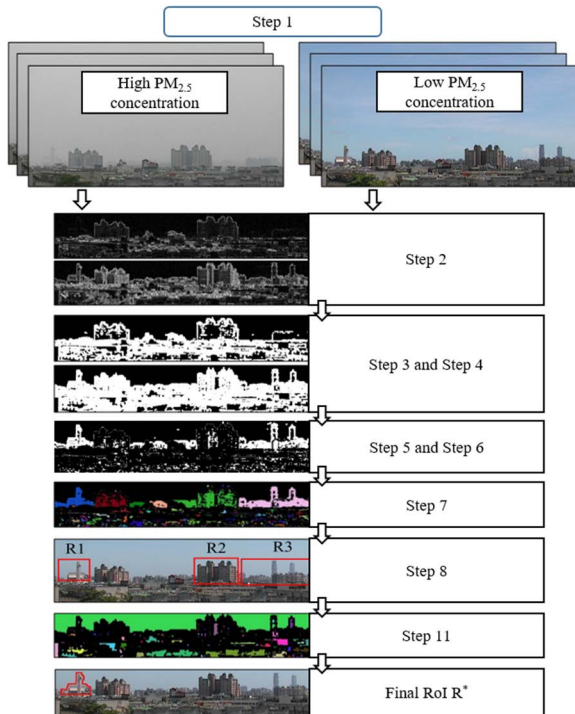 Step 1
High PM2.5
concentration
Low PM2.5
concentration
Step 2
Step 3 and Step 4
Step 5 and Step 6
Step 7
R1
R2
R3
Step 8
Step 11
Final RoI R*